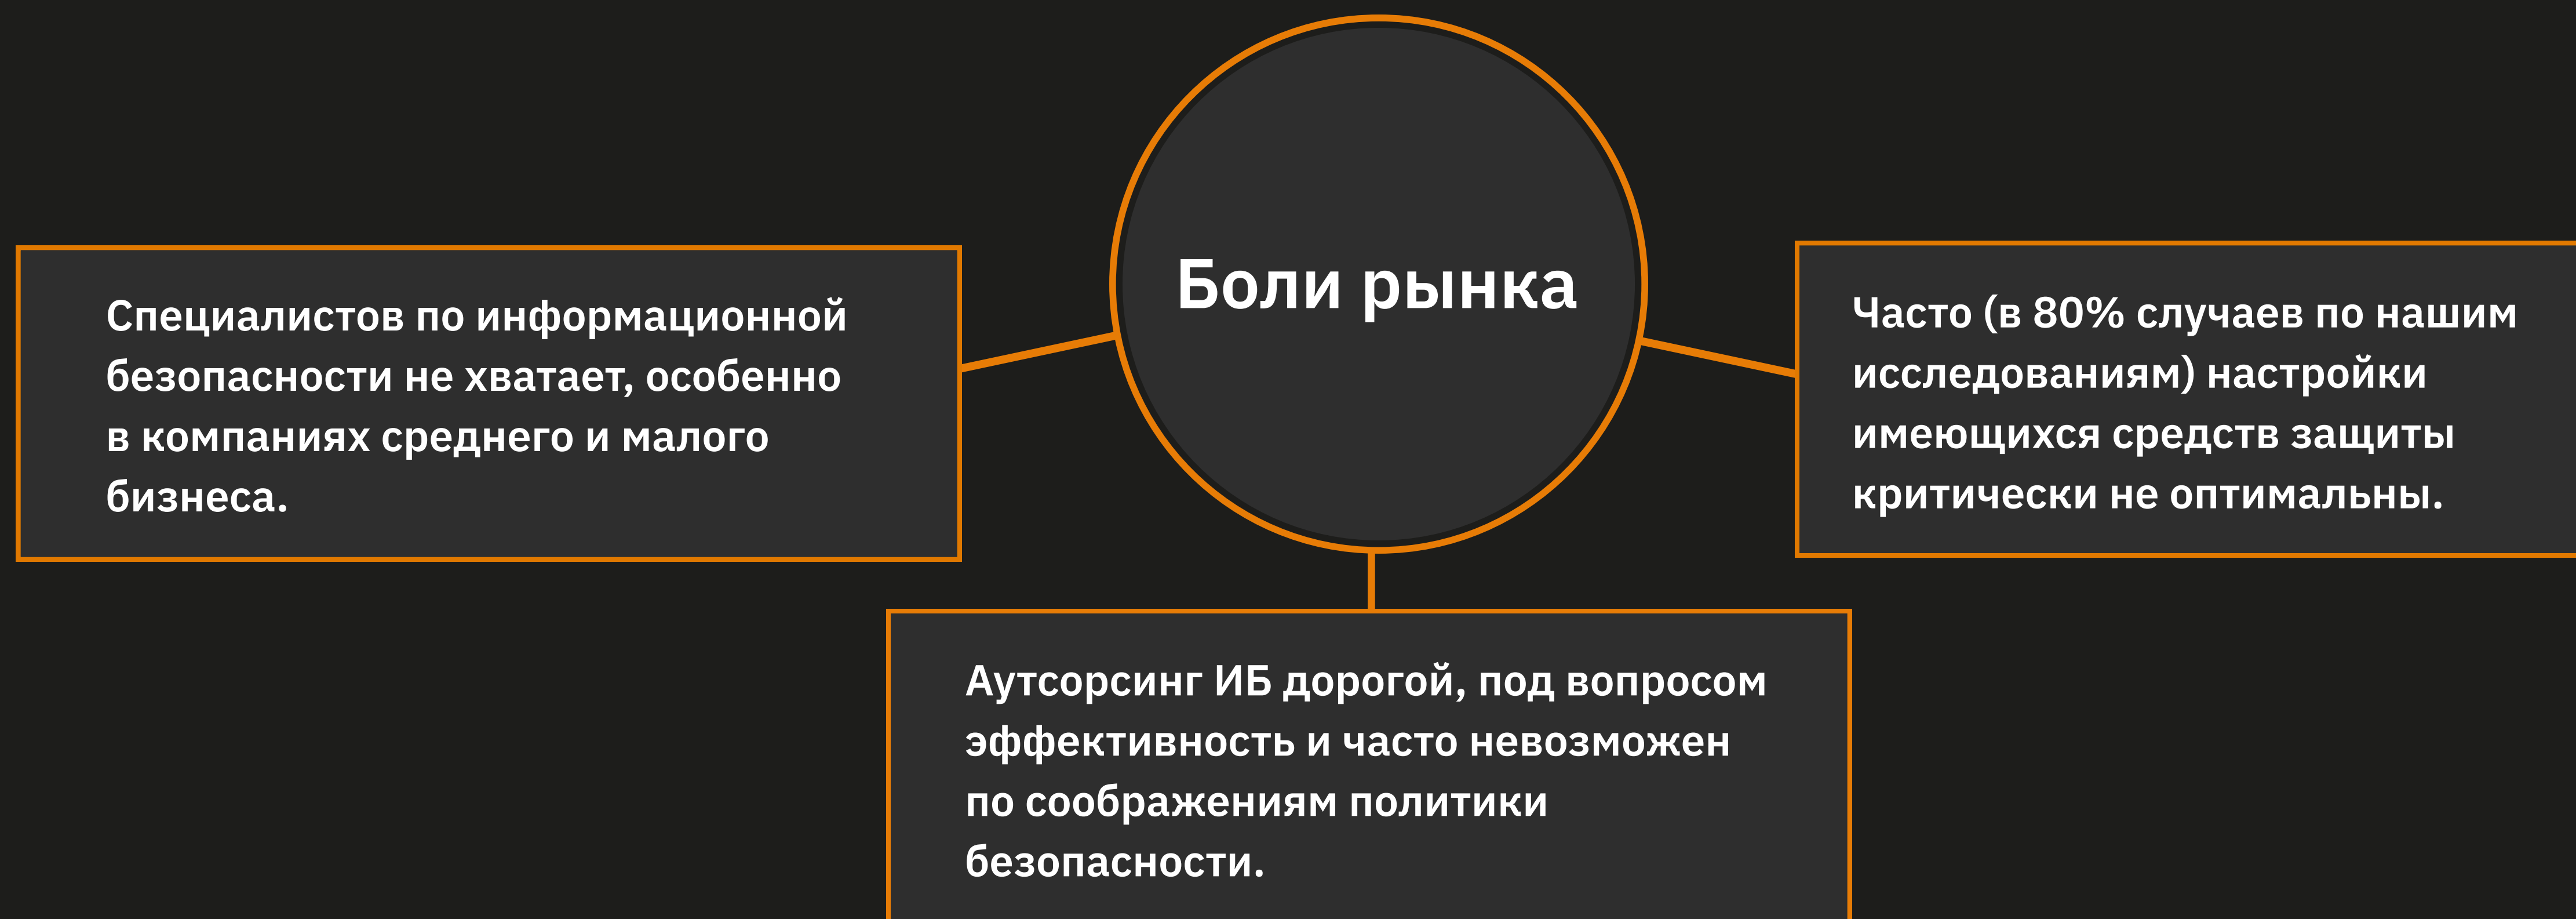 Боли рынка
Специалистов по информационной
безопасности не хватает, особенно
в компаниях среднего и малого
бизнеса.
Часто (в 80% случаев по нашим
исследованиям) настройки
имеющихся средств защиты
критически не оптимальны.
Аутсорсинг ИБ дорогой, под вопросом
эффективность и часто невозможен
по соображениям политики
безопасности.